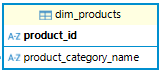 dim_products
A-Z product_id
A-Z product_category_name